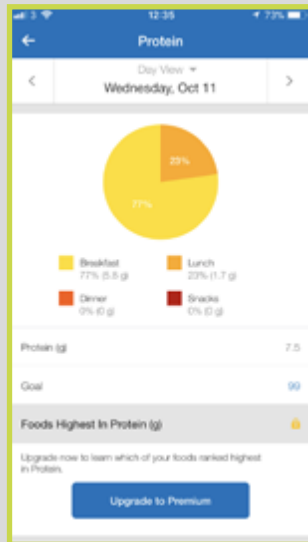 3 12:35 73%
← Protein
Day View
< Wednesday, Oct 11 >
23%
77%
Breakfast Lunch
77% (5.8 g) 23% (1.7 g)
Dinner Snacks
0% (0 g) 0% (0 g)
Protein (g) 7.5
Goal 99
Foods Highest In Protein (g)
Upgrade now to learn which of your foods ranked highest
in Protein.
Upgrade to Premium